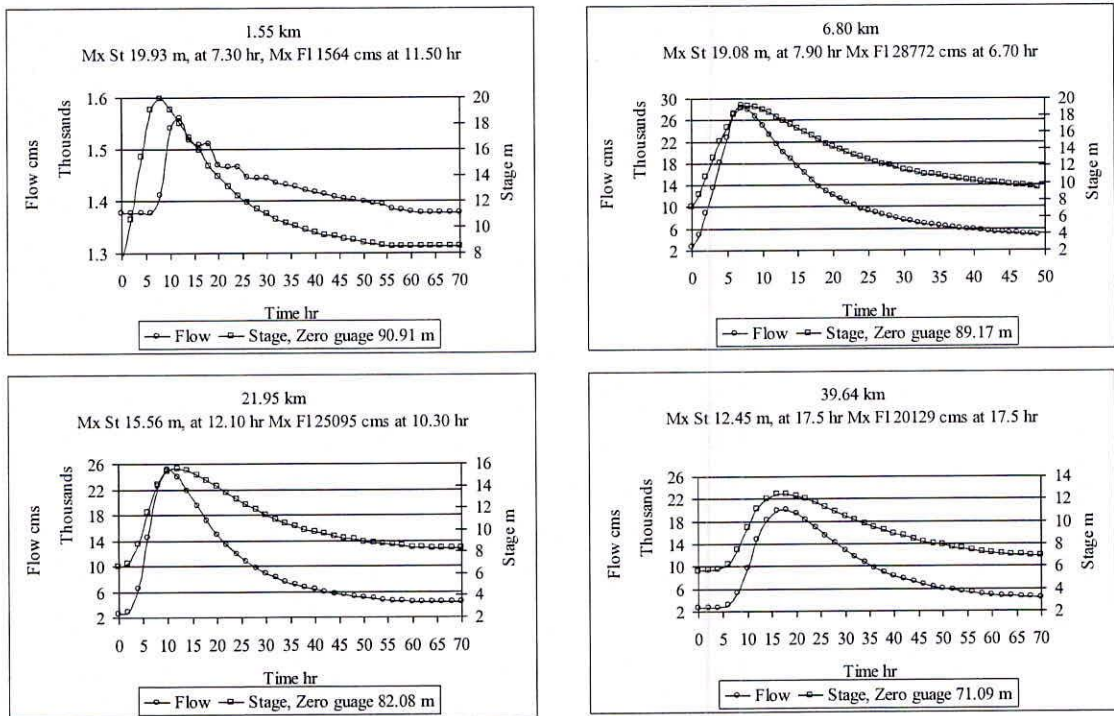 1.55 km
Mx St 19.93 m, at 7.30 hr, Mx Fl 1564 cms at 11.50 hr
Flow cms
Thousands
1.6
1.5
1.4
1.3
20
18
16
14
12
10
8
Stage m
0 5 10 15 20 25 30 35 40 45 50 55 60 65 70
Time hr
Flow Stage, Zero guage 90.91 m
6.80 km
Mx St 19.08 m, at 7.90 hr Mx Fl 28772 cms at 6.70 hr
Flow cms
Thousands
30
26
22
18
14
10
6
2
20
18
16
14
12
10
8
6
4
2
Stage m
0 5 10 15 20 25 30 35 40 45 50
Time hr
Flow Stage, Zero guage 89.17 m
21.95 km
Mx St 15.56 m, at 12.10 hr Mx Fl 25095 cms at 10.30 hr
Flow cms
Thousands
26
22
18
14
10
6
2
16
14
12
10
8
6
4
2
Stage m
0 5 10 15 20 25 30 35 40 45 50 55 60 65 70
Time hr
Flow Stage, Zero guage 82.08 m
39.64 km
Mx St 12.45 m, at 17.5 hr Mx Fl 20129 cms at 17.5 hr
Flow cms
Thousands
26
22
18
14
10
6
2
14
12
10
8
6
4
2
Stage m
0 5 10 15 20 25 30 35 40 45 50 55 60 65 70
Time hr
Flow Stage, Zero guage 71.09 m